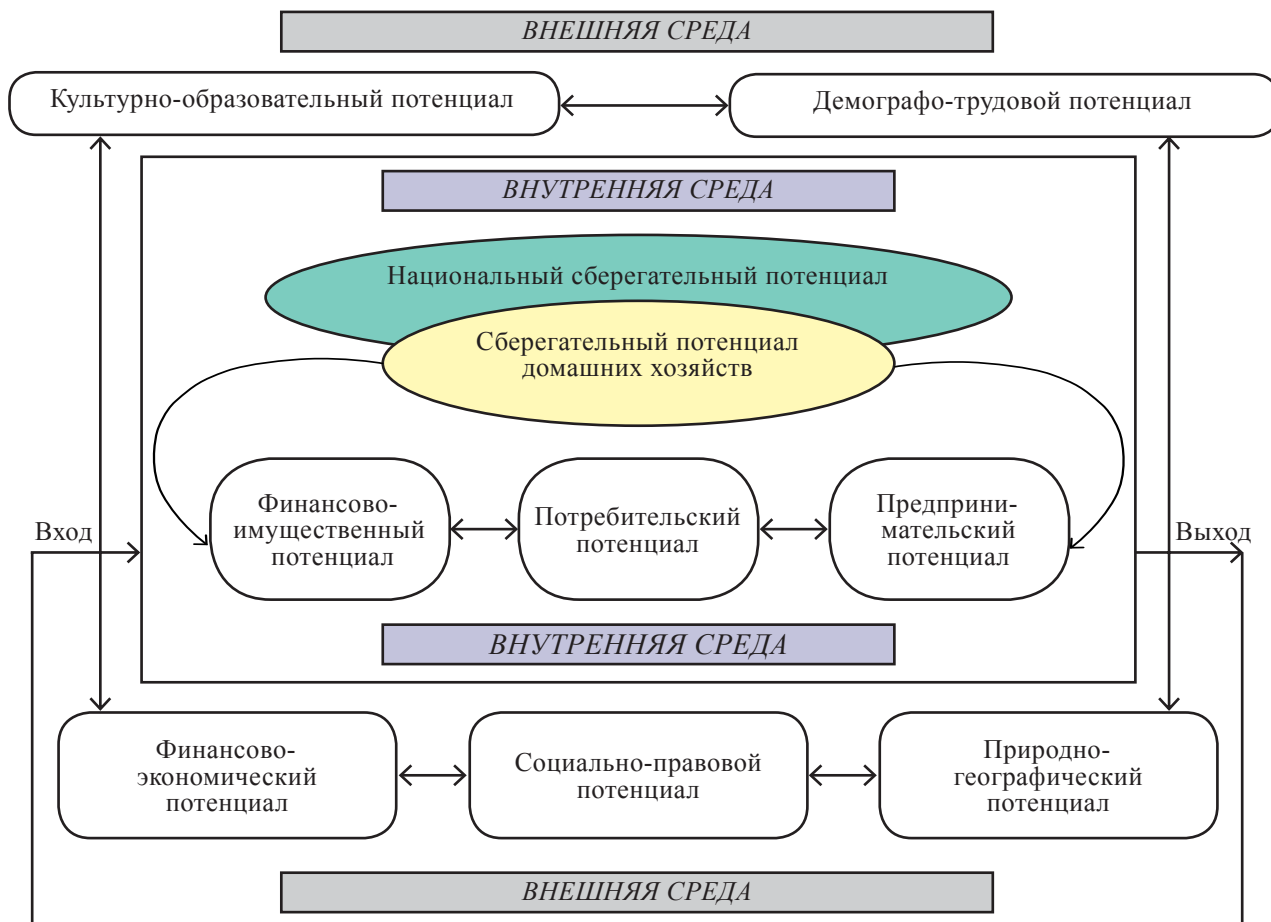 ВНЕШНЯЯ СРЕДА
Культурно-образовательный потенциал
Демографо-трудовой потенциал
ВНУТРЕННЯЯ СРЕДА
Национальный сберегательный потенциал
Сберегательный потенциал
домашних хозяйств
Финансово-
имущественный
потенциал
Потребительский
потенциал
Предприни-
мательский
потенциал
Вход
Выход
ВНУТРЕННЯЯ СРЕДА
Финансово-
экономический
потенциал
Социально-правовой
потенциал
Природно-
географический
потенциал
ВНЕШНЯЯ СРЕДА